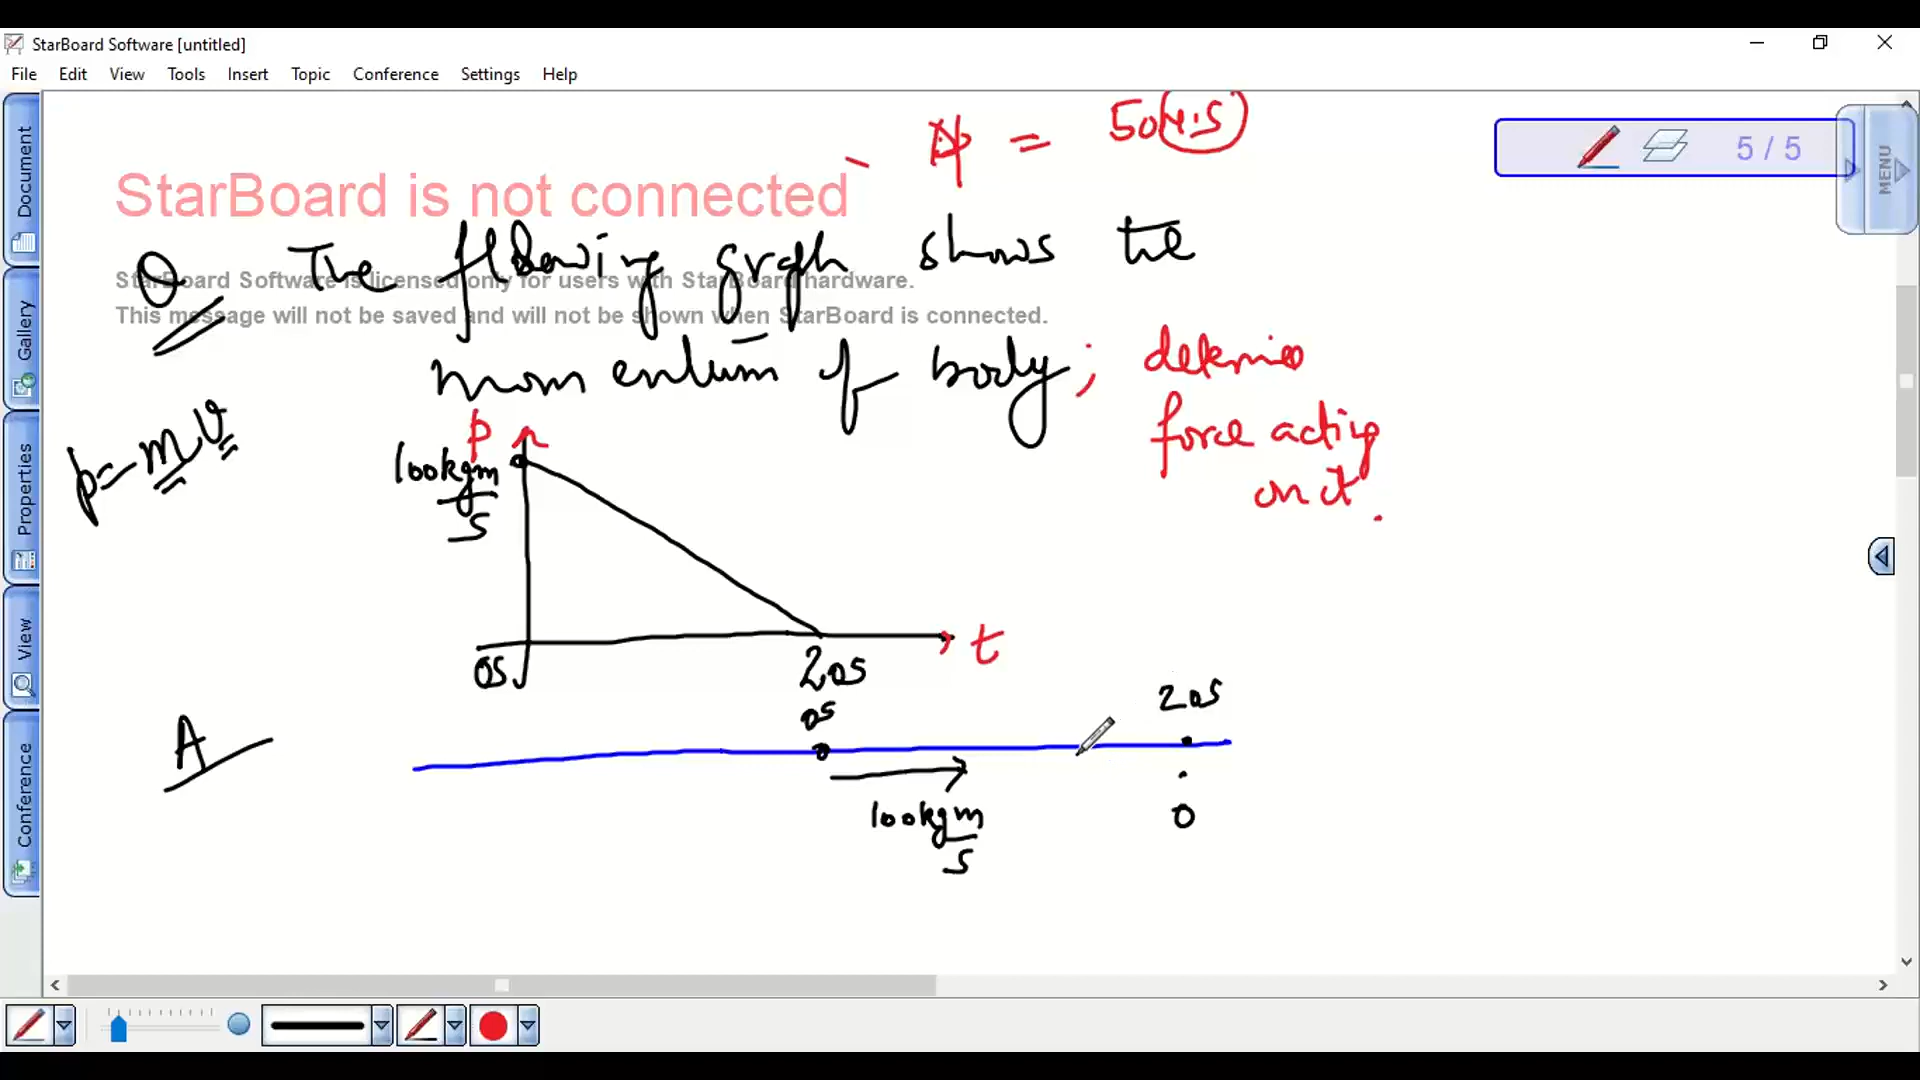 StarBoard Software [untitled]
File Edit View Tools Insert Topic Conference Settings Help
= 50(4.5)
5 / 5
MENU
StarBoard is not connected
Q The following graph shows the
StarBoard Software is licensed only for users with StarBoard hardware.
This message will not be saved and will not be shown when StarBoard is connected.
momentum of body ; determine
force acting
on it .
p = mv
p
100kgm
s
0s
20s
t
A
0s
20s
100kgm
s
0
Document
Gallery
Properties
View
Conference